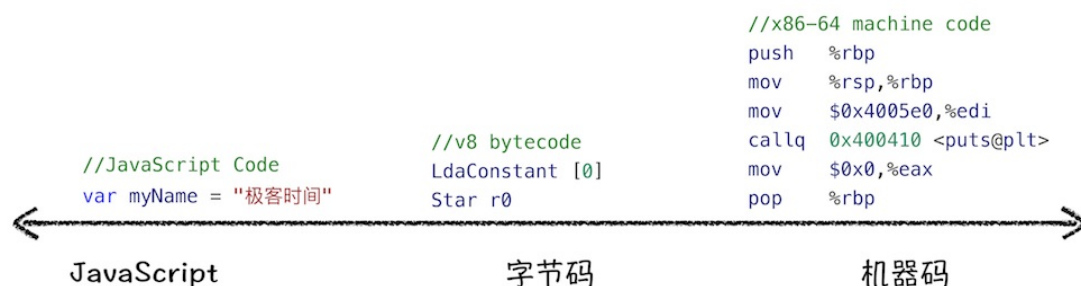 //JavaScript Code
var myName = "极客时间"
//v8 bytecode
LdaConstant [0]
Star r0
//x86-64 machine code
push %rbp
mov %rsp,%rbp
mov $0x4005e0,%edi
callq 0x400410 <puts@plt>
mov $0x0,%eax
pop %rbp
JavaScript
字节码
机器码